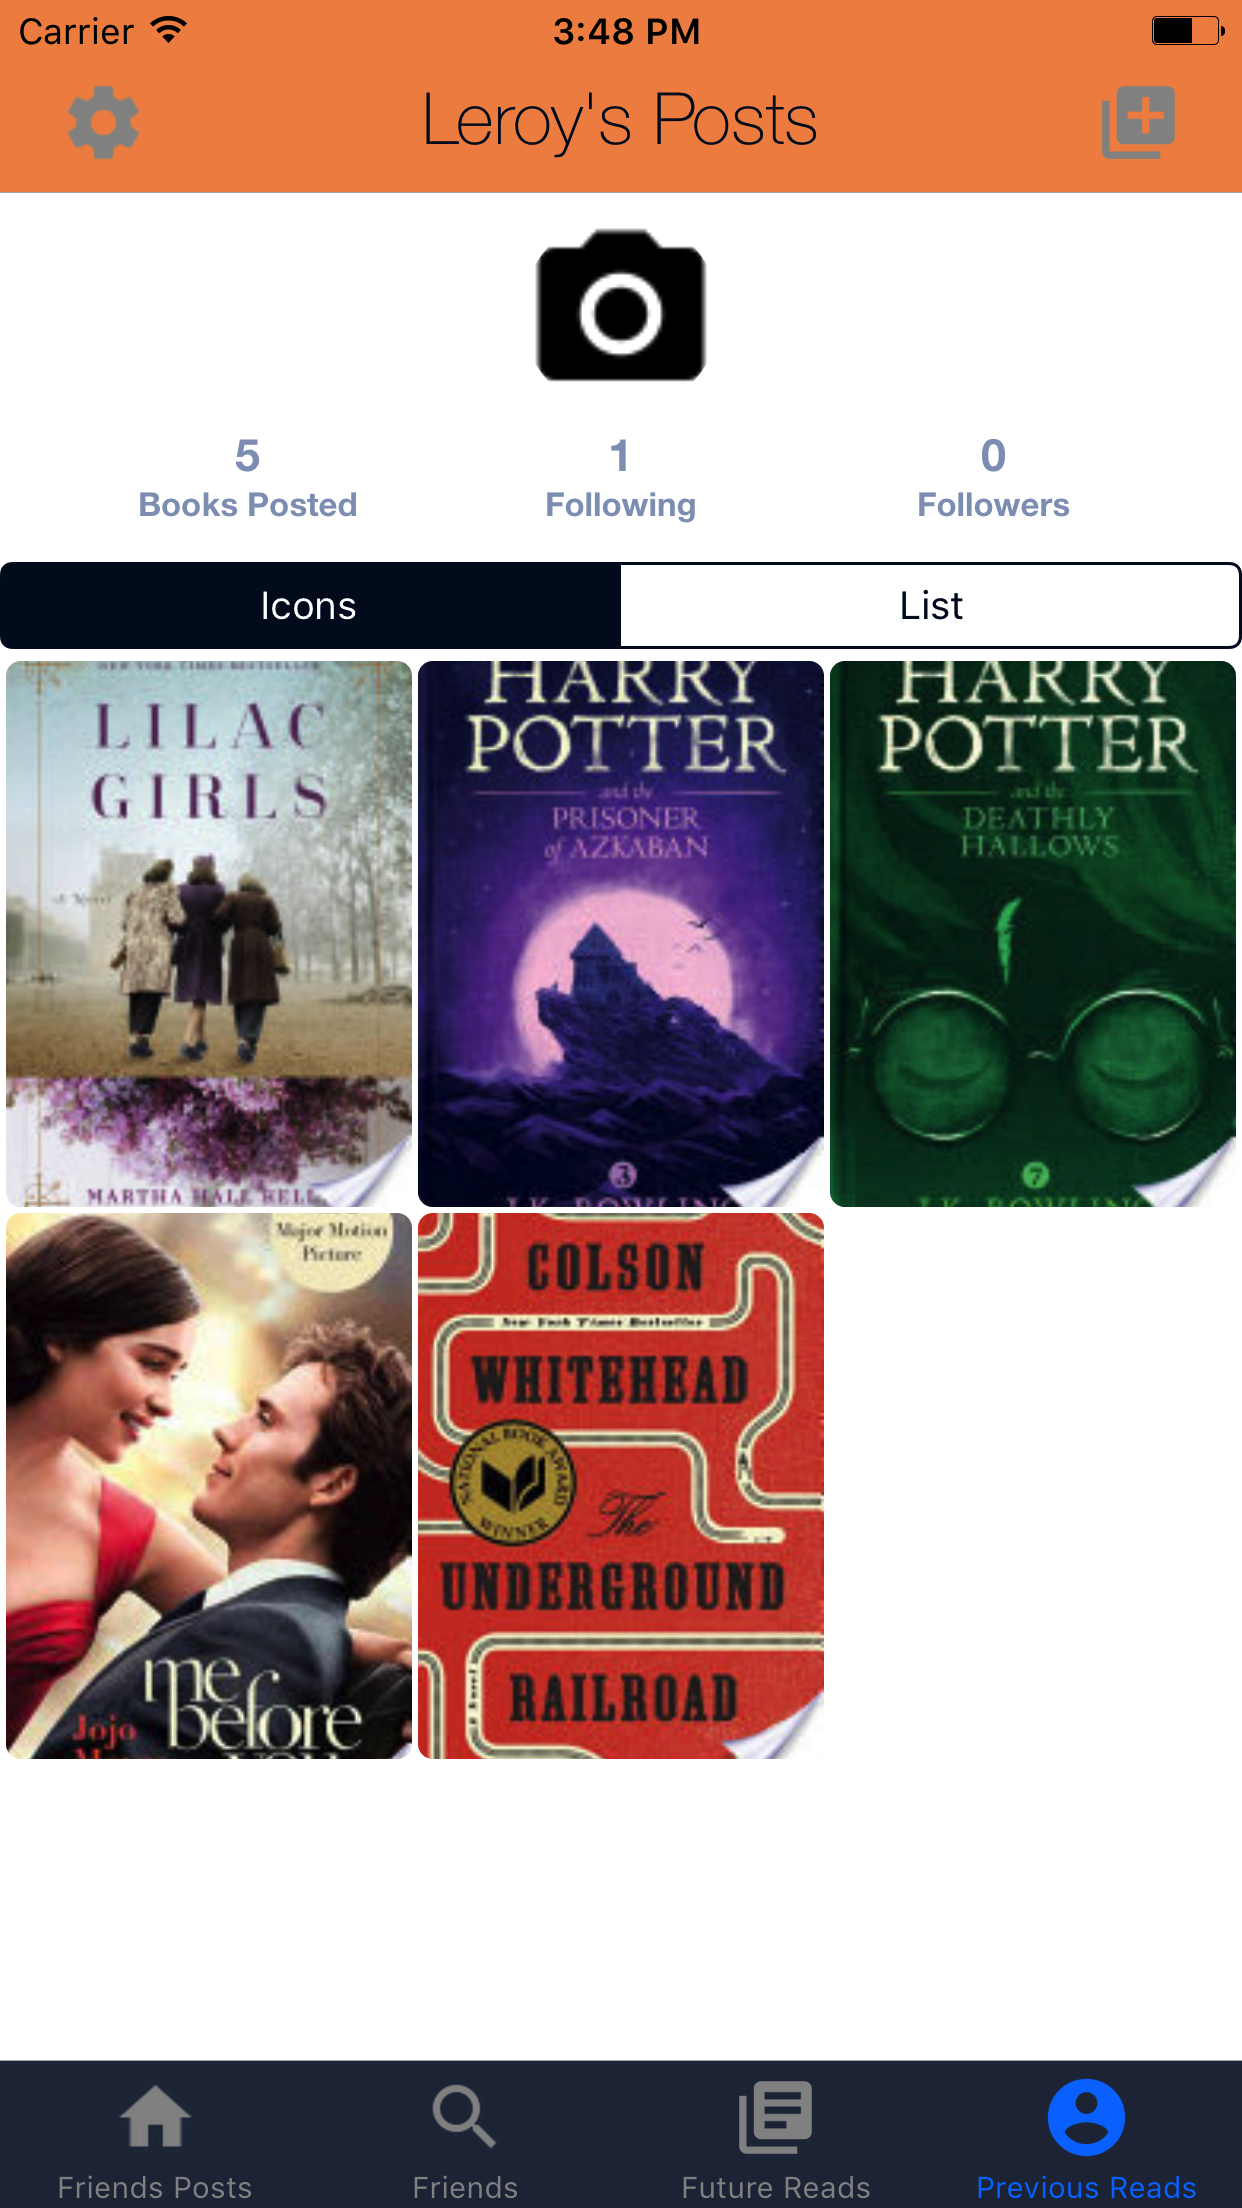 Carrier
3:48 PM
Leroy's Posts
5
Books Posted
1
Following
0
Followers
Icons
List
NEW YORK TIMES BESTSELLER
LILAC
GIRLS
A Novel
MARTHA HALL KELL
HARRY
POTTER
and the
PRISONER
of AZKABAN
3
J.K. ROWLING
HARRY
POTTER
and the
DEATHLY
HALLOWS
7
J.K. ROWLING
Major Motion
Picture
me
before
you
Jojo
COLSON
New York Times Bestseller
WHITEHEAD
NATIONAL BOOK AWARD
WINNER
The
UNDERGROUND
RAILROAD
Friends Posts
Friends
Future Reads
Previous Reads